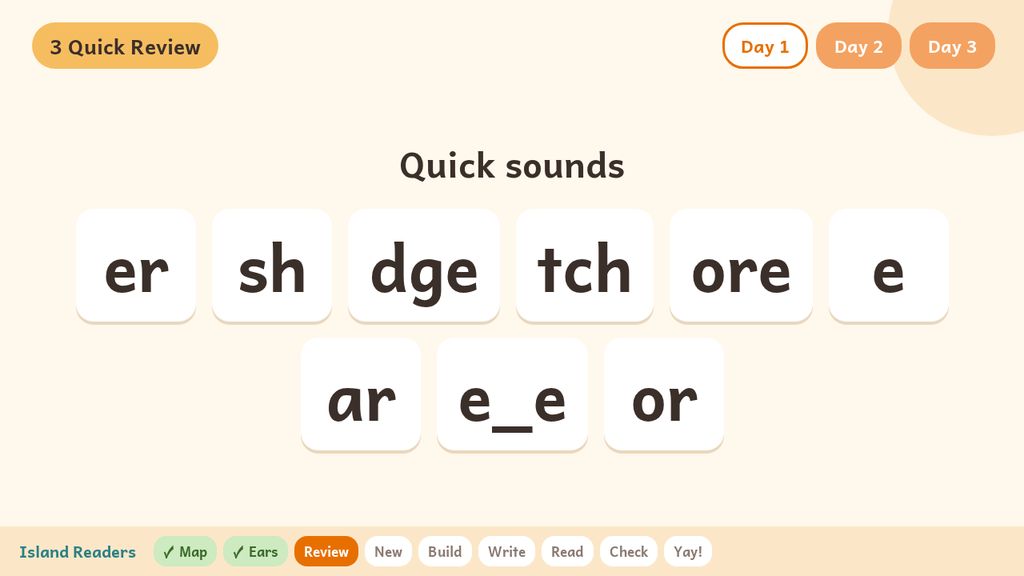 3 Quick Review
Day 1 Day 2 Day 3
Quick sounds
er sh dge tch ore e
ar e_e or
Island Readers ✓ Map ✓ Ears Review New Build Write Read Check Yay!